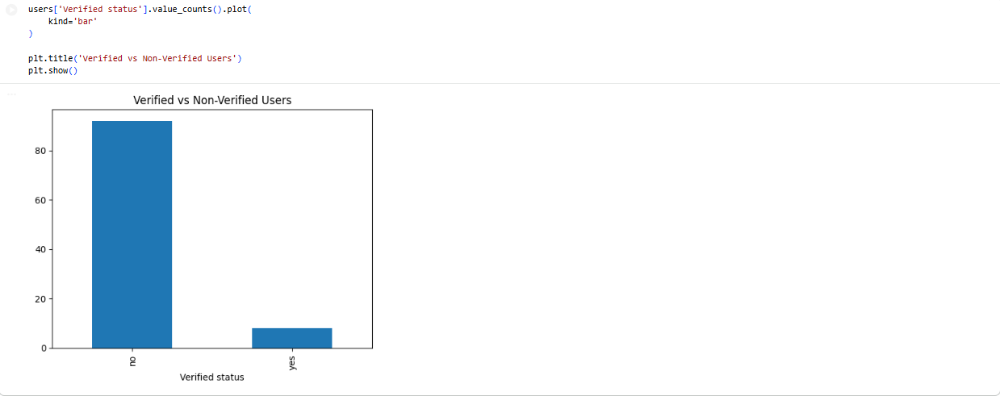 users['Verified status'].value_counts().plot(
    kind='bar'
)
plt.title('Verified vs Non-Verified Users')
plt.show()
Verified vs Non-Verified Users
80
60
40
20
0
no
yes
Verified status